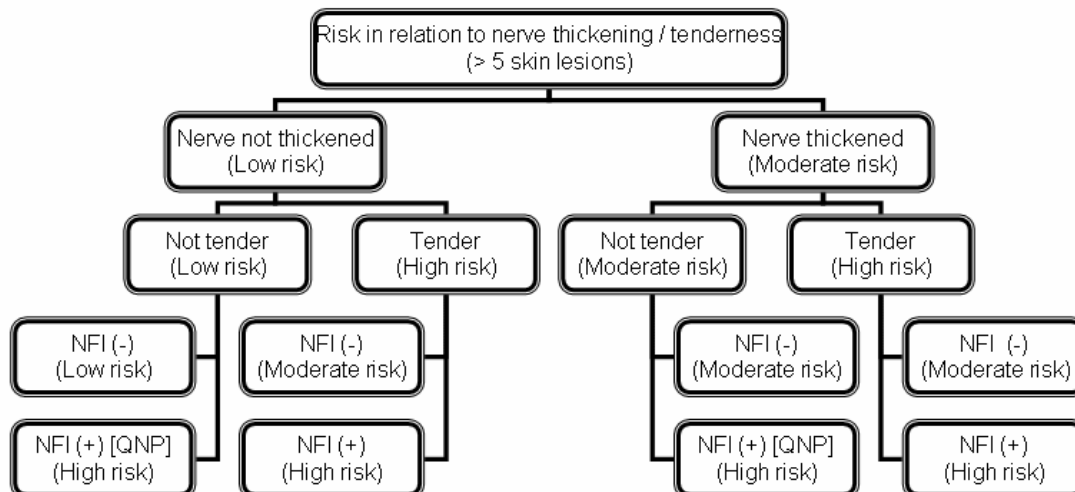 Risk in relation to nerve thickening / tenderness
(> 5 skin lesions)
Nerve not thickened
(Low risk)
Nerve thickened
(Moderate risk)
Not tender
(Low risk)
Tender
(High risk)
Not tender
(Moderate risk)
Tender
(High risk)
NFI (-)
(Low risk)
NFI (-)
(Moderate risk)
NFI (-)
(Moderate risk)
NFI (-)
(Moderate risk)
NFI (+) [QNP]
(High risk)
NFI (+)
(High risk)
NFI (+) [QNP]
(High risk)
NFI (+)
(High risk)